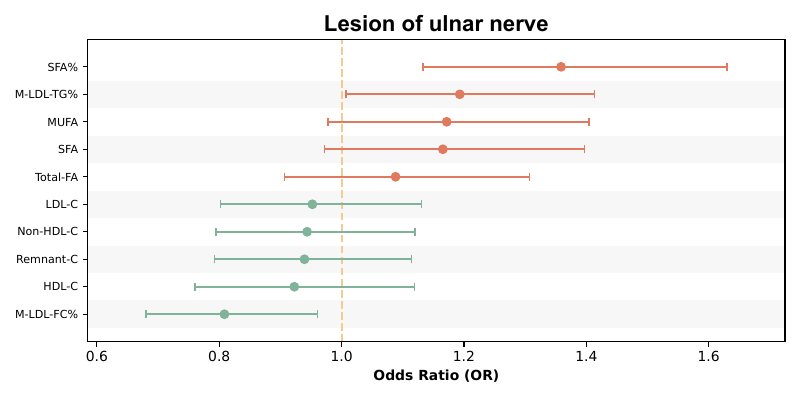 Lesion of ulnar nerve
SFA%
M-LDL-TG%
MUFA
SFA
Total-FA
LDL-C
Non-HDL-C
Remnant-C
HDL-C
M-LDL-FC%
0.6 0.8 1.0 1.2 1.4 1.6
Odds Ratio (OR)